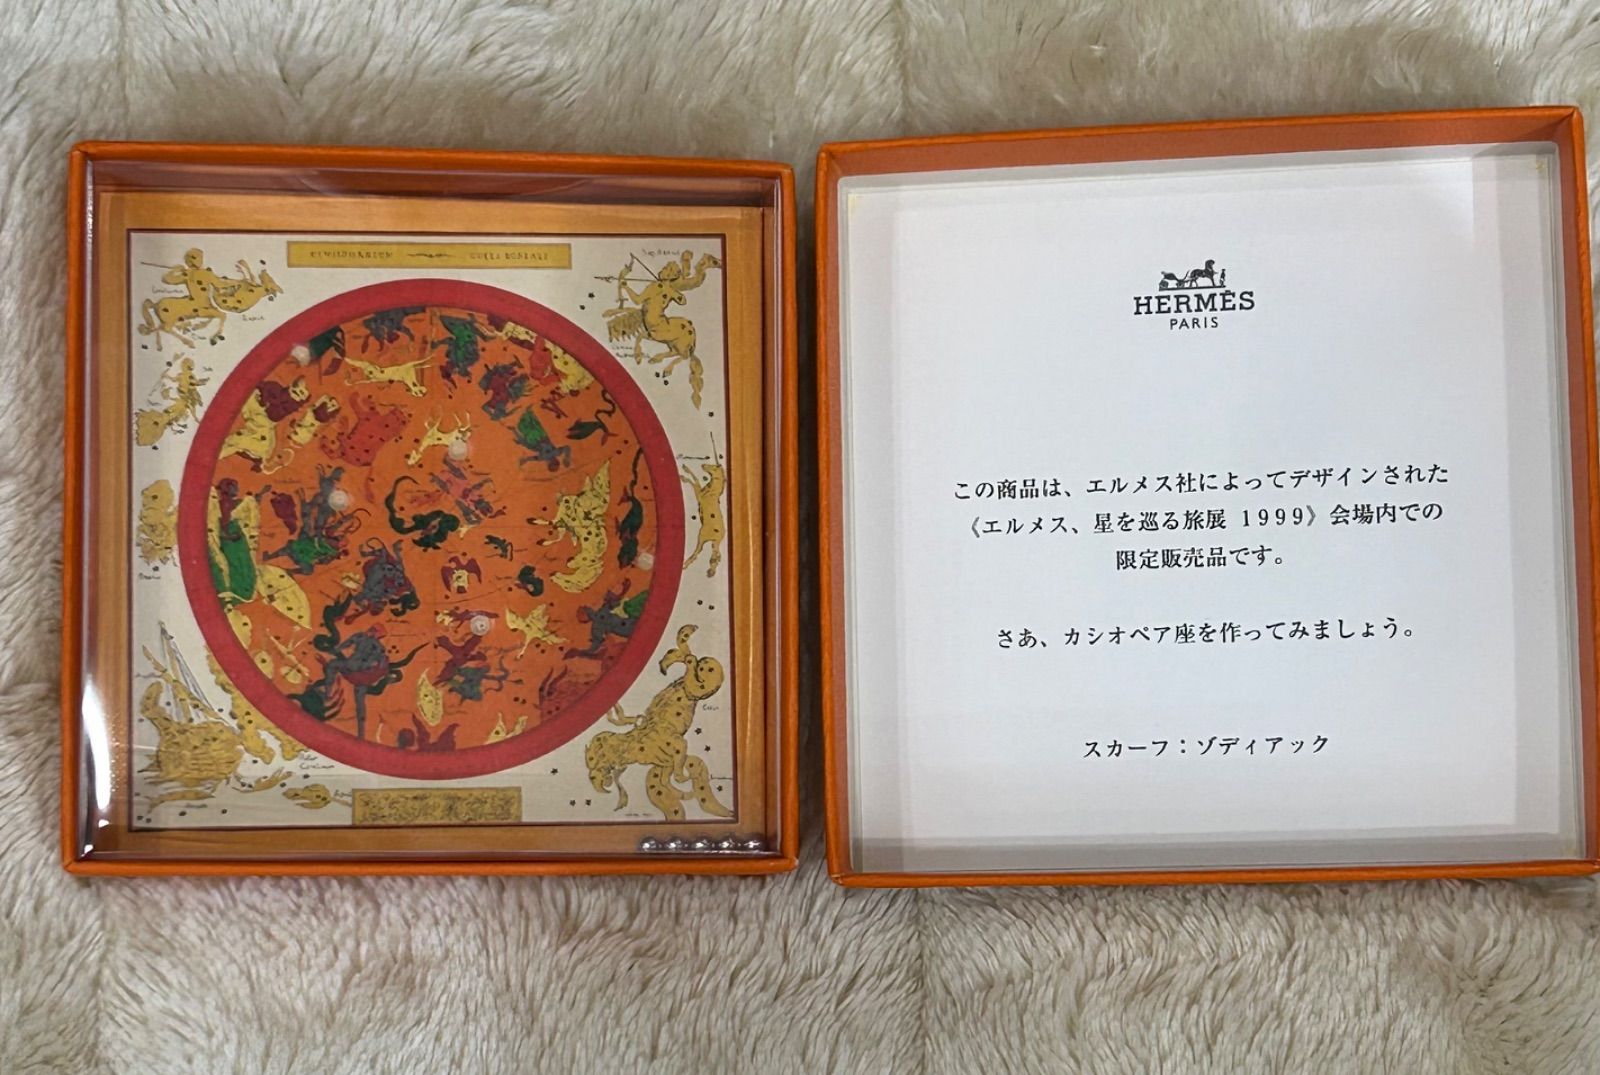 HERMÈS
PARIS
この商品は、エルメス社によってデザインされた
《エルメス、星を巡る旅展 1999》会場内での
限定販売品です。
さあ、カシオペア座を作ってみましょう。
スカーフ：ゾディアック